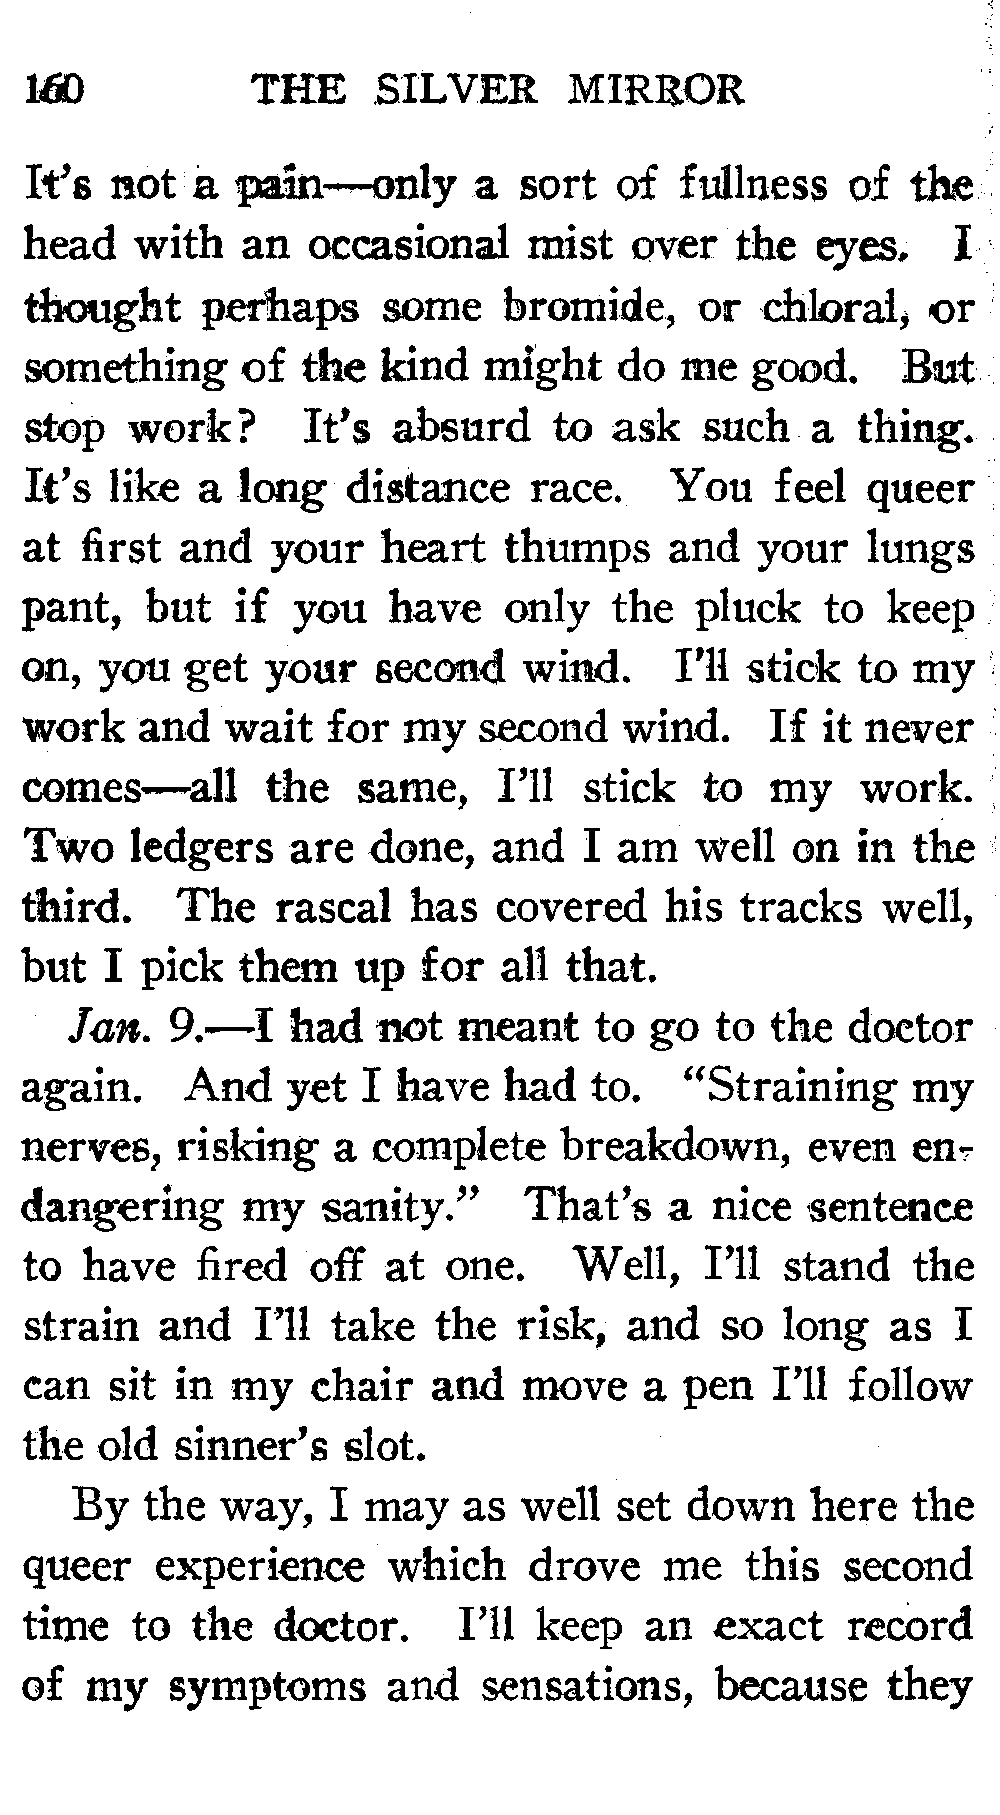 160 THE SILVER MIRROR
It's not a pain—only a sort of fullness of the
head with an occasional mist over the eyes. I
thought perhaps some bromide, or chloral, or
something of the kind might do me good. But
stop work? It's absurd to ask such a thing.
It's like a long distance race. You feel queer
at first and your heart thumps and your lungs
pant, but if you have only the pluck to keep
on, you get your second wind. I'll stick to my
work and wait for my second wind. If it never
comes—all the same, I'll stick to my work.
Two ledgers are done, and I am well on in the
third. The rascal has covered his tracks well,
but I pick them up for all that.
Jan. 9.—I had not meant to go to the doctor
again. And yet I have had to. "Straining my
nerves, risking a complete breakdown, even en-
dangering my sanity." That's a nice sentence
to have fired off at one. Well, I'll stand the
strain and I'll take the risk, and so long as I
can sit in my chair and move a pen I'll follow
the old sinner's slot.
By the way, I may as well set down here the
queer experience which drove me this second
time to the doctor. I'll keep an exact record
of my symptoms and sensations, because they